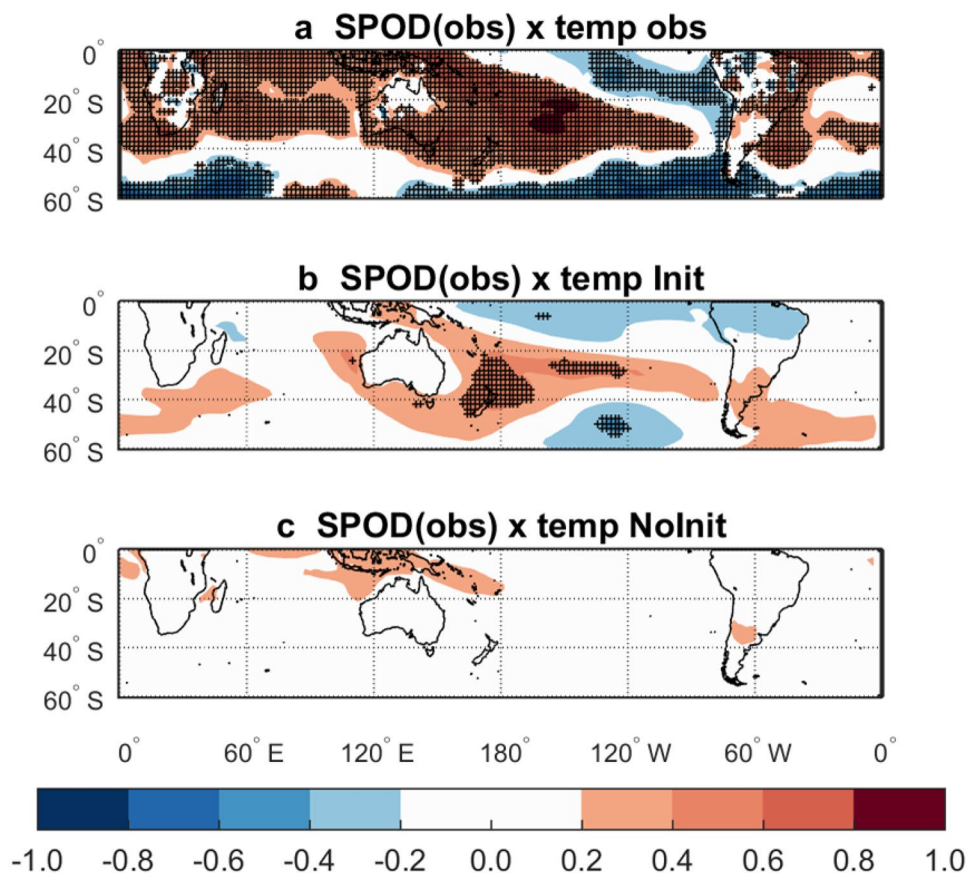 a SPOD(obs) x temp obs
0°
20° S
40° S
60° S
b SPOD(obs) x temp Init
0°
20° S
40° S
60° S
c SPOD(obs) x temp NoInit
0°
20° S
40° S
60° S
0° 60° E 120° E 180° 120° W 60° W 0°
-1.0 -0.8 -0.6 -0.4 -0.2 0.0 0.2 0.4 0.6 0.8 1.0